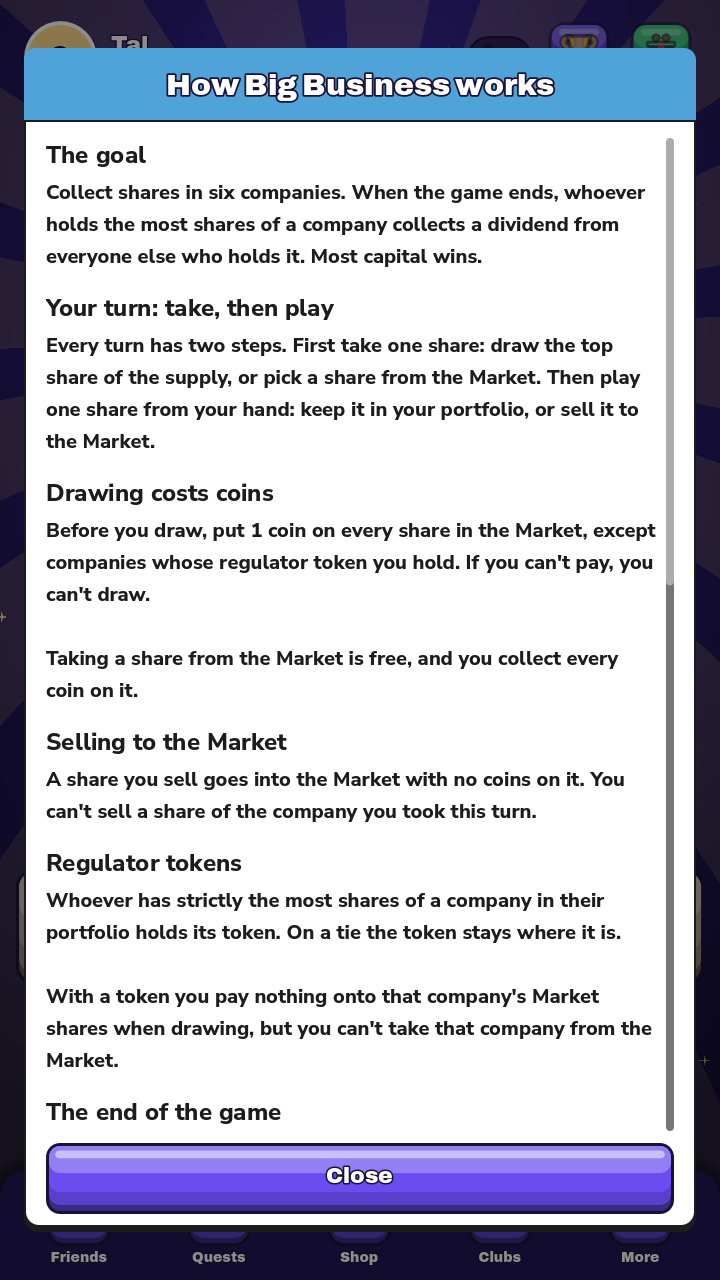 Tal
How Big Business works
The goal
Collect shares in six companies. When the game ends, whoever
holds the most shares of a company collects a dividend from
everyone else who holds it. Most capital wins.
Your turn: take, then play
Every turn has two steps. First take one share: draw the top
share of the supply, or pick a share from the Market. Then play
one share from your hand: keep it in your portfolio, or sell it to
the Market.
Drawing costs coins
Before you draw, put 1 coin on every share in the Market, except
companies whose regulator token you hold. If you can't pay, you
can't draw.
Taking a share from the Market is free, and you collect every
coin on it.
Selling to the Market
A share you sell goes into the Market with no coins on it. You
can't sell a share of the company you took this turn.
Regulator tokens
Whoever has strictly the most shares of a company in their
portfolio holds its token. On a tie the token stays where it is.
With a token you pay nothing onto that company's Market
shares when drawing, but you can't take that company from the
Market.
The end of the game
Close
Friends
Quests
Shop
Clubs
More